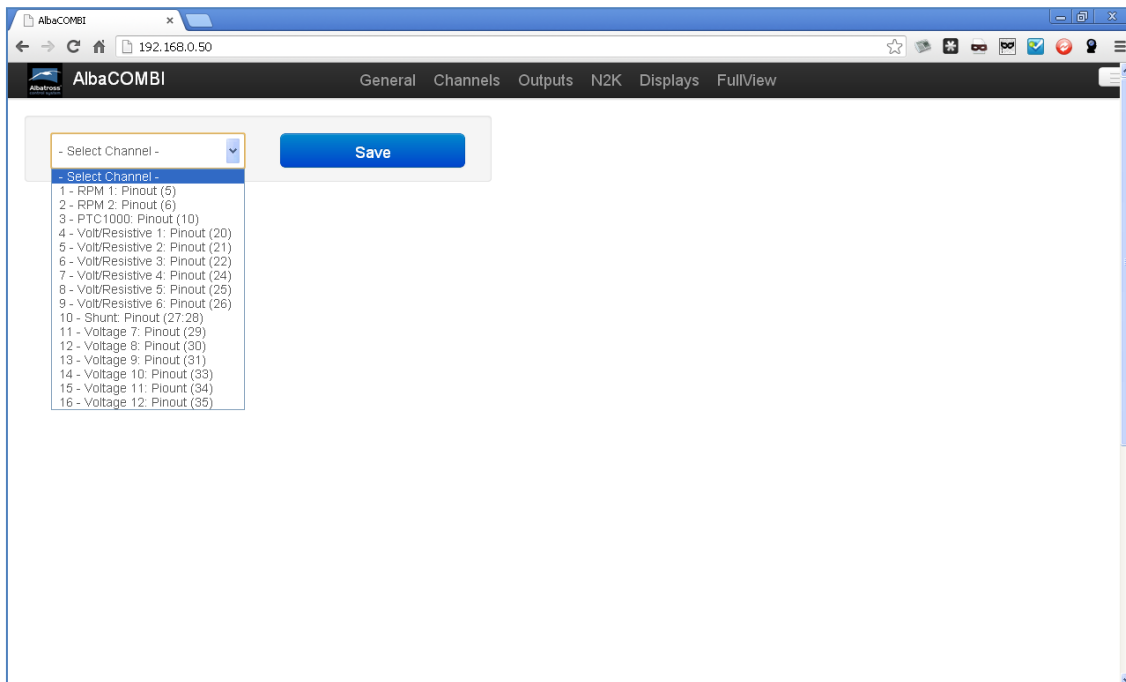 AlbaCOMBI
192.168.0.50
Albatross
control system
AlbaCOMBI
General Channels Outputs N2K Displays FullView
- Select Channel -
Save
- Select Channel -
1 - RPM 1: Pinout (5)
2 - RPM 2: Pinout (6)
3 - PTC1000: Pinout (10)
4 - Volt/Resistive 1: Pinout (20)
5 - Volt/Resistive 2: Pinout (21)
6 - Volt/Resistive 3: Pinout (22)
7 - Volt/Resistive 4: Pinout (24)
8 - Volt/Resistive 5: Pinout (25)
9 - Volt/Resistive 6: Pinout (26)
10 - Shunt: Pinout (27:28)
11 - Voltage 7: Pinout (29)
12 - Voltage 8: Pinout (30)
13 - Voltage 9: Pinout (31)
14 - Voltage 10: Pinout (33)
15 - Voltage 11: Piount (34)
16 - Voltage 12: Pinout (35)